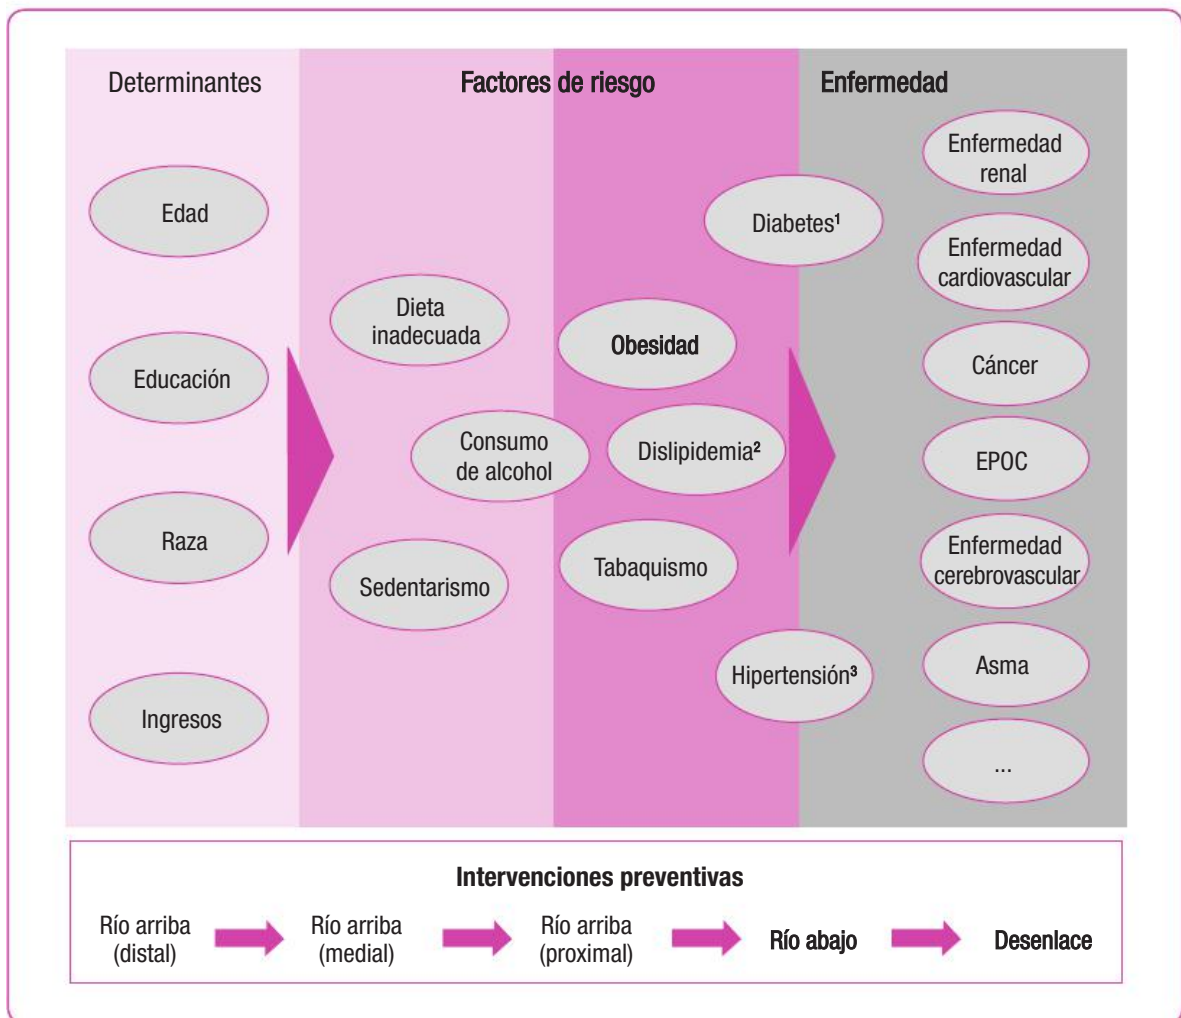 Determinantes
Factores de riesgo
Enfermedad
Edad
Educación
Raza
Ingresos
Dieta
inadecuada
Consumo
de alcohol
Sedentarismo
Obesidad
Dislipidemia²
Tabaquismo
Diabetes¹
Hipertensión³
Enfermedad
renal
Enfermedad
cardiovascular
Cáncer
EPOC
Enfermedad
cerebrovascular
Asma
...
Intervenciones preventivas
Río arriba
(distal)
Río arriba
(medial)
Río arriba
(proximal)
Río abajo
Desenlace